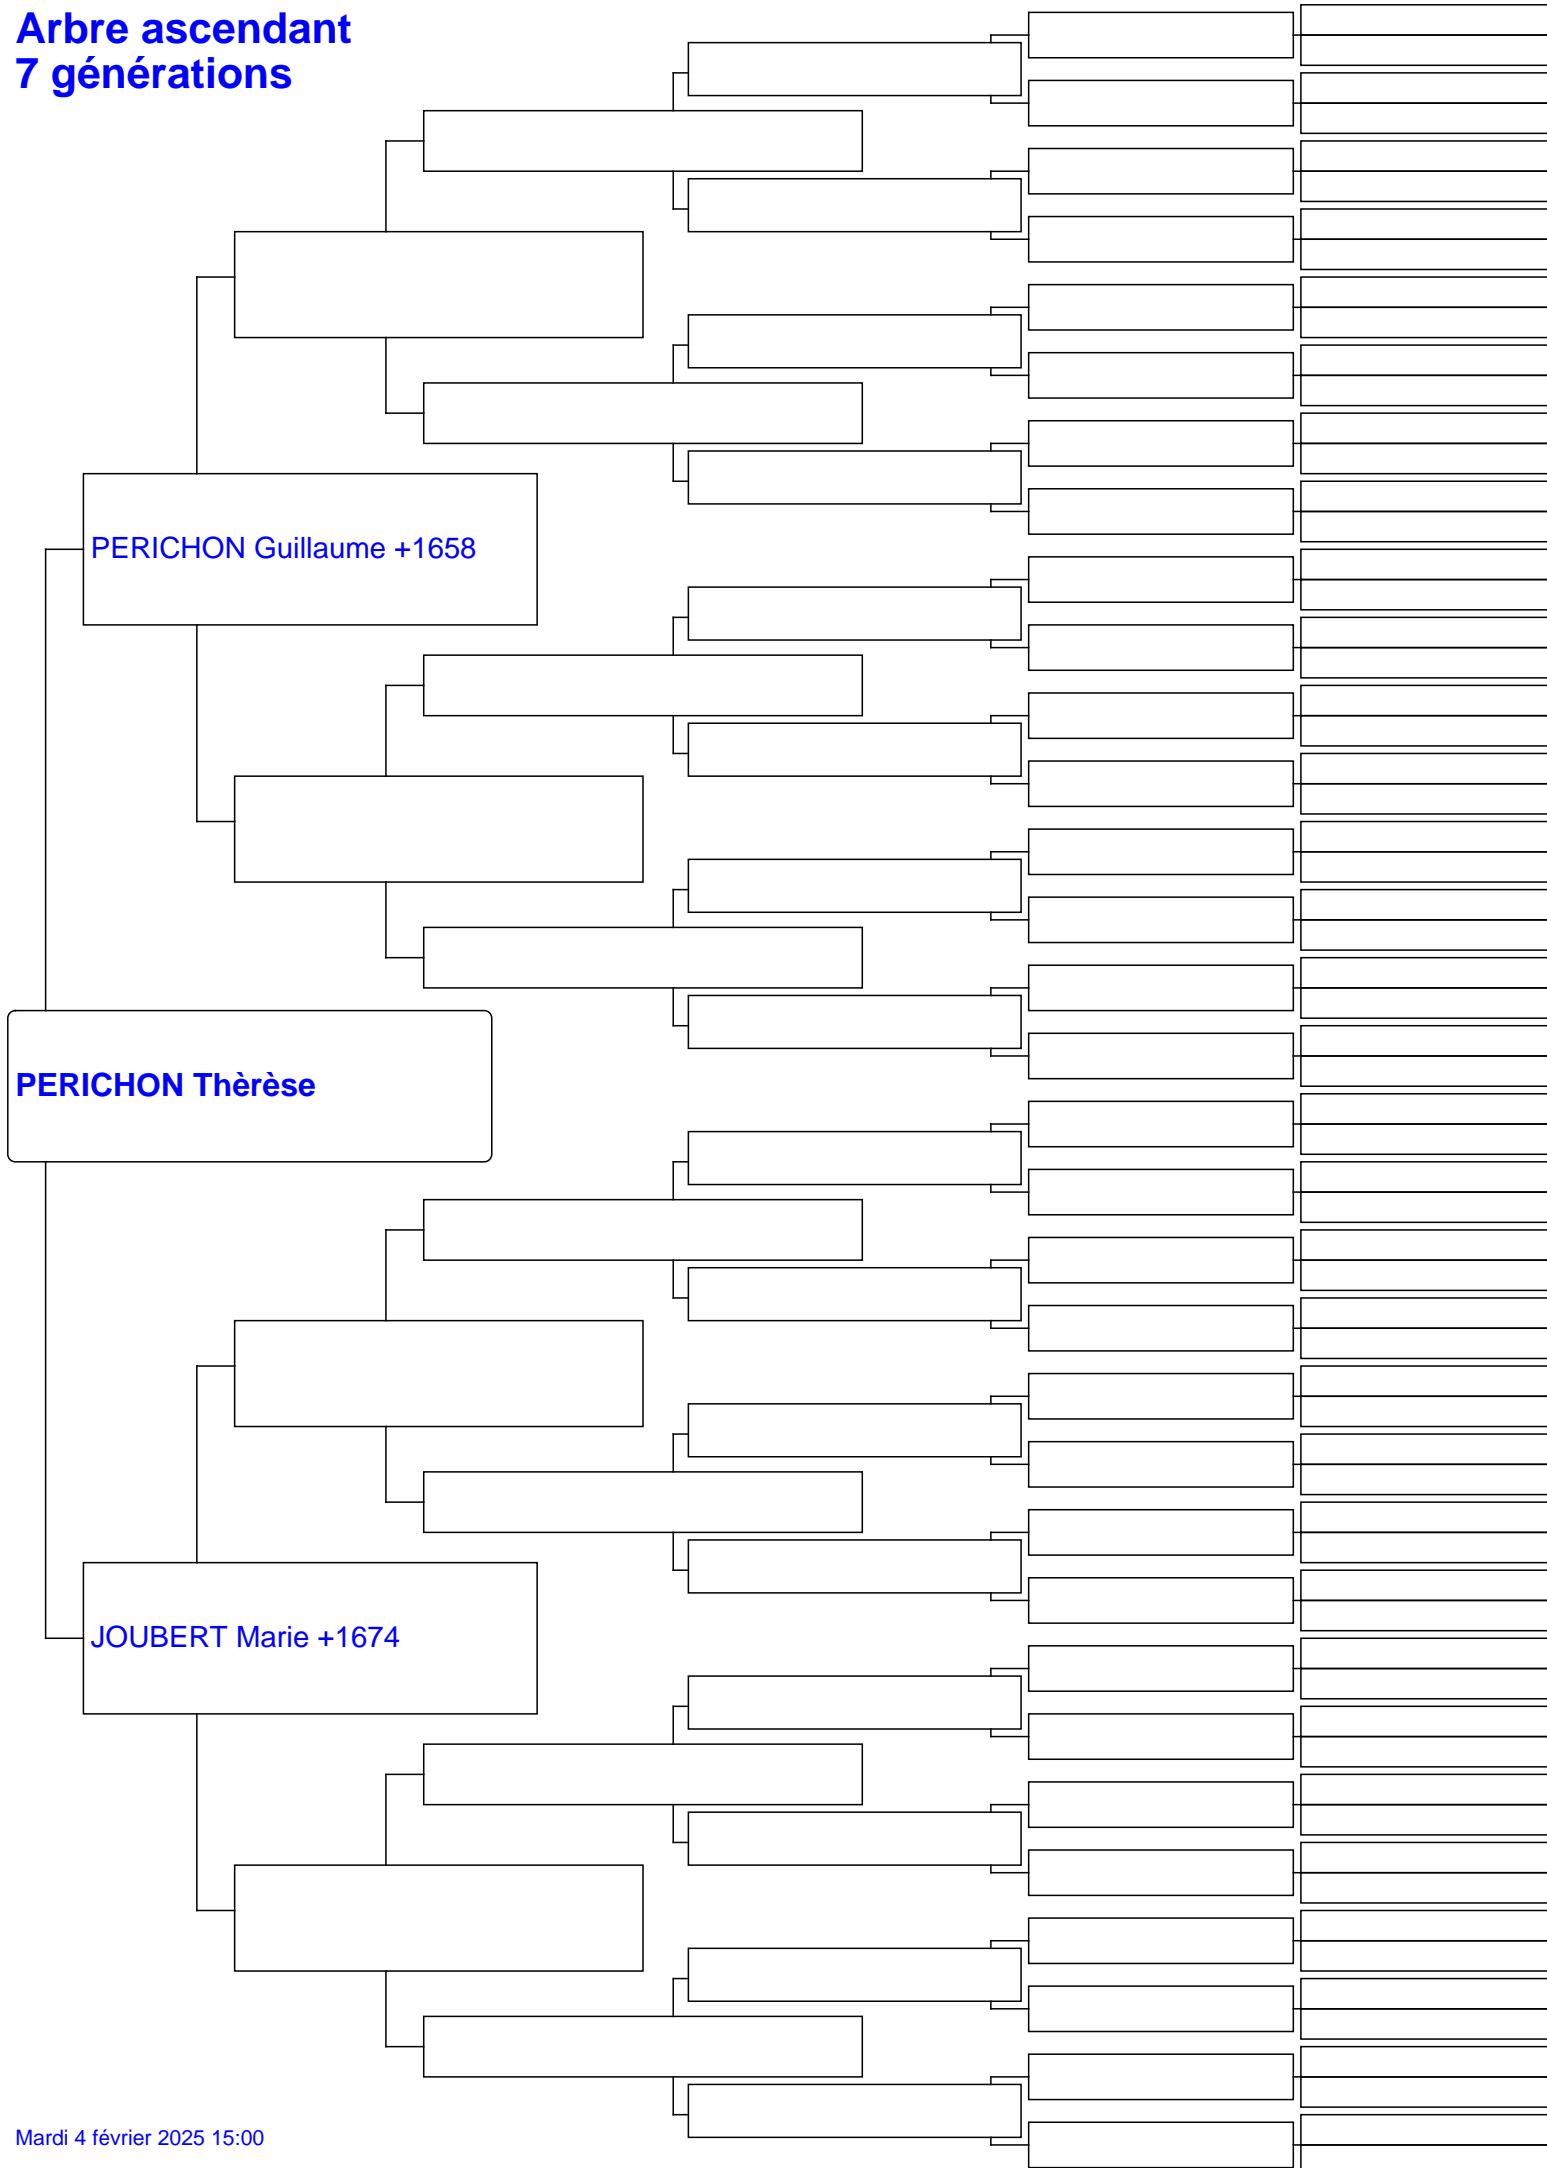 Arbre ascendant
7 générations
PERICHON Guillaume +1658
PERICHON Thèrèse
JOUBERT Marie +1674
Mardi 4 février 2025 15:00